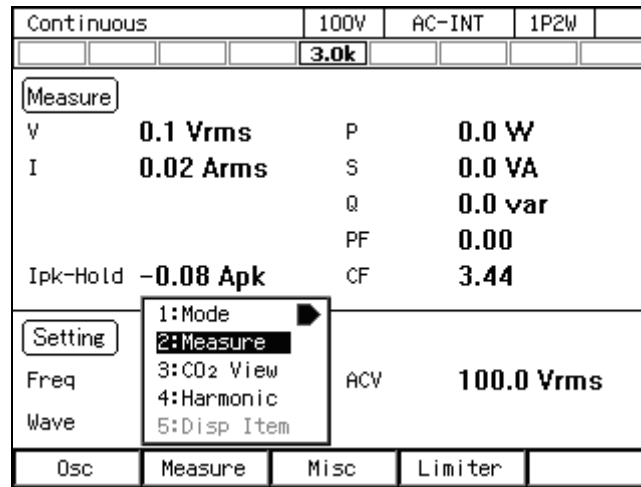 Continuous 100V AC-INT 1P2W
3.0k
Measure
V 0.1 Vrms P 0.0 W
I 0.02 Arms S 0.0 VA
Q 0.0 var
PF 0.00
Ipk-Hold -0.08 Apk CF 3.44
1:Mode
Setting 2:Measure
3:CO₂ View
Freq ACV 100.0 Vrms
4:Harmonic
Wave 5:Disp Item
Osc Measure Misc Limiter